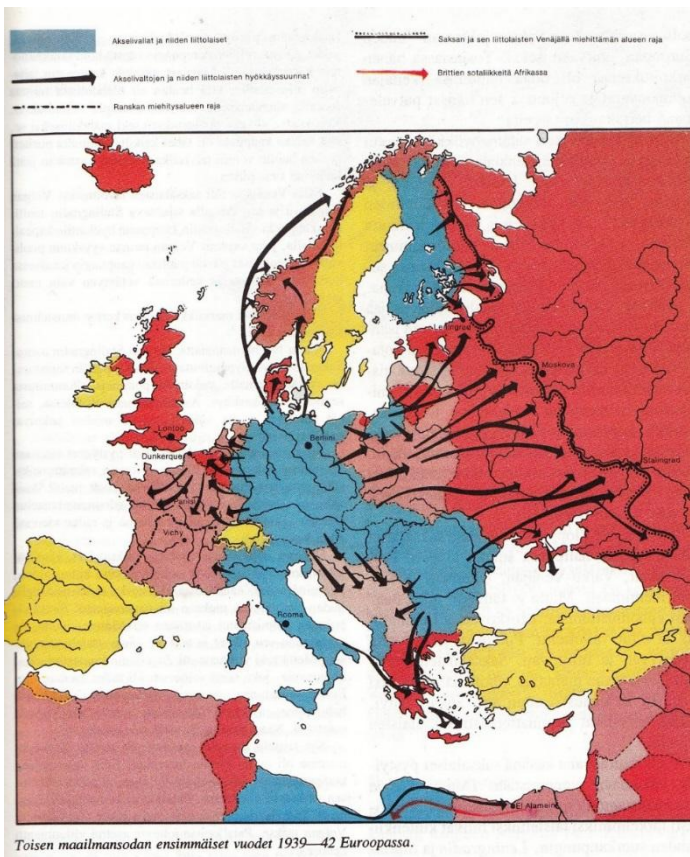 Akselivallat ja niiden liittolaiset
Saksan ja sen liittolaisten Venäjällä miehittämän alueen raja
Akselivaltojen ja niiden liittolaisten hyökkäyssuunnat
Brittien sotaliikkeitä Afrikassa
Ranskan miehitysalueen raja
Leningrad
Moskova
Lontoo
Berliini
Stalingrad
Dunkerque
Pariisi
Vichy
Rooma
El Alamein
Toisen maailmansodan ensimmäiset vuodet 1939—42 Euroopassa.